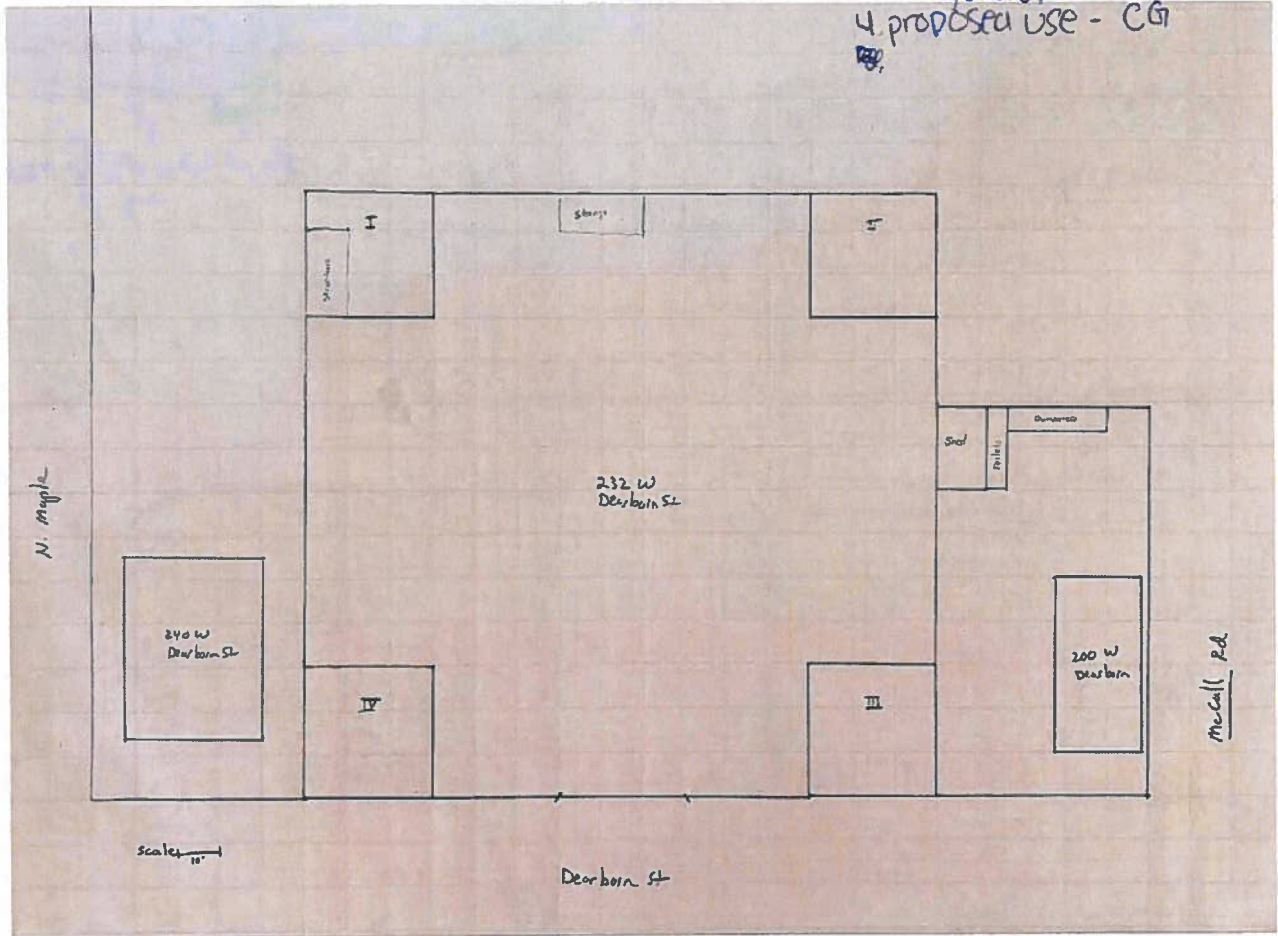 4. proposed use - CG
I
Storage
II
Shed
Toilets
Dumpster
232 W
Dearborn St
N. Maple
240 W
Dearborn St
200 W
Dearborn
McCall Rd
IV
III
Scale
10'
Dearborn St